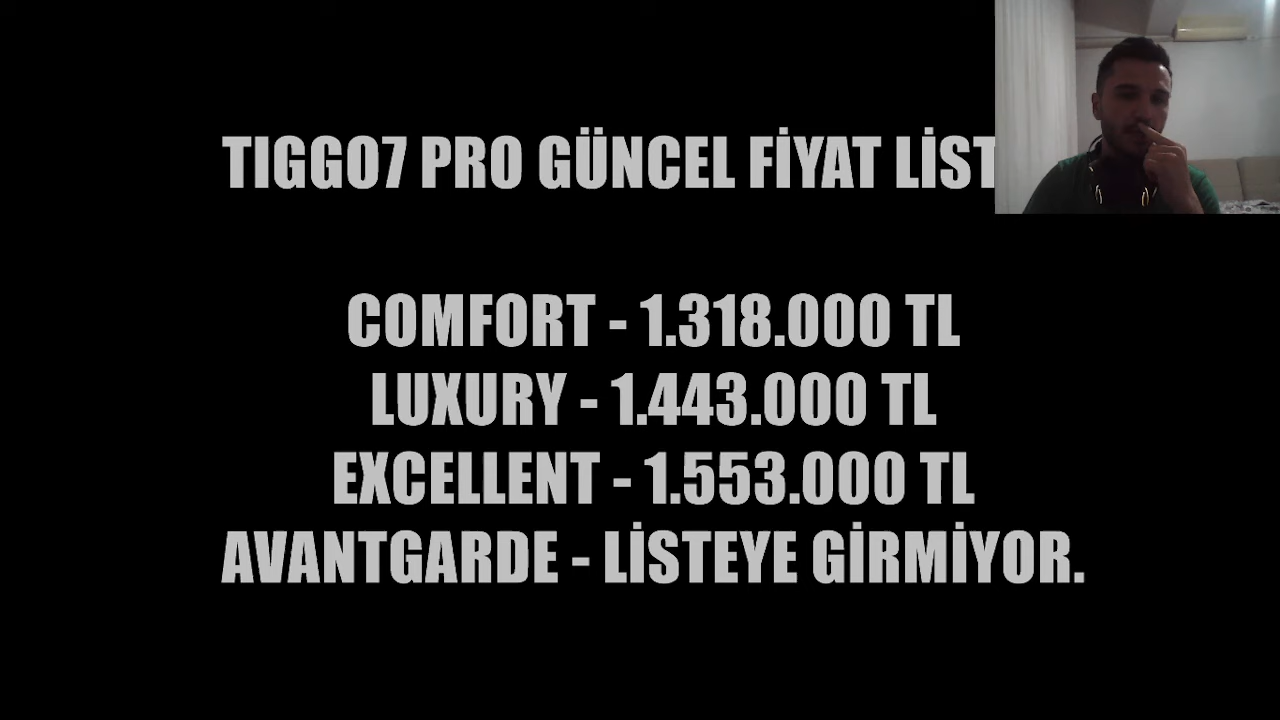 TIGGO7 PRO GÜNCEL FİYAT LİST
COMFORT - 1.318.000 TL
LUXURY - 1.443.000 TL
EXCELLENT - 1.553.000 TL
AVANTGARDE - LİSTEYE GİRMİYOR.